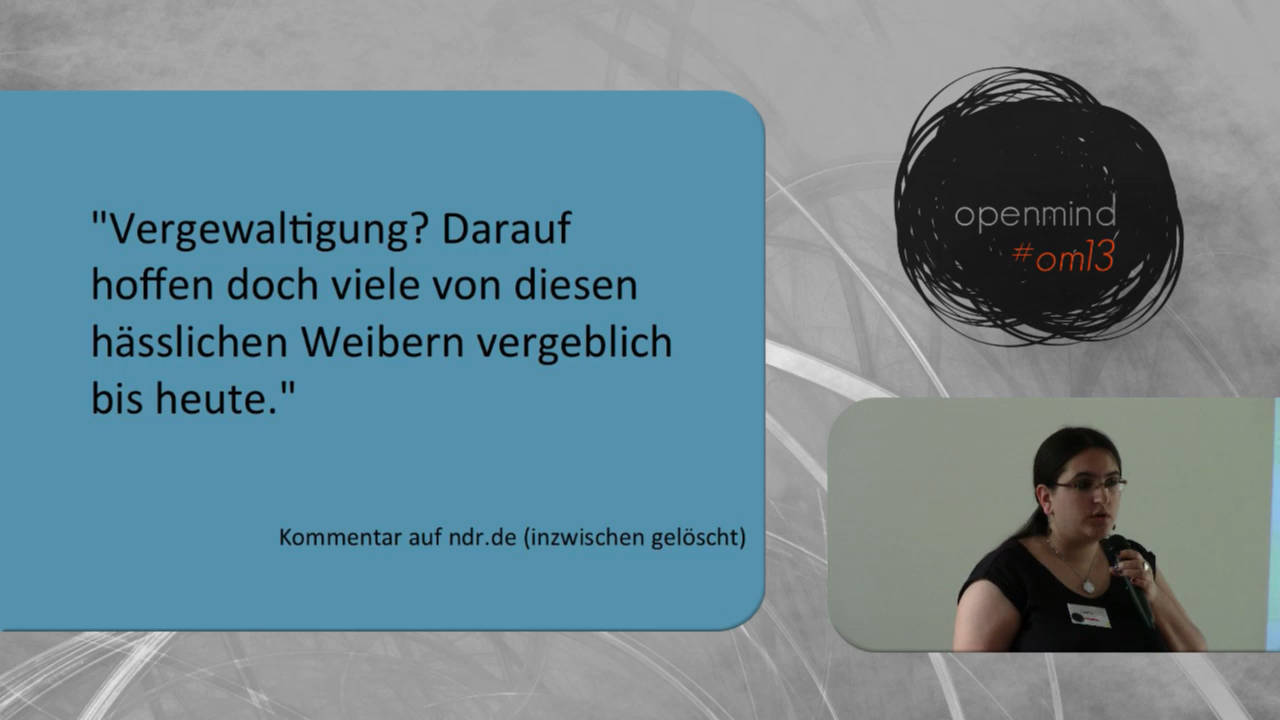 "Vergewaltigung? Darauf
hoffen doch viele von diesen
hässlichen Weibern vergeblich
bis heute."
Kommentar auf ndr.de (inzwischen gelöscht)
openmind
#om13